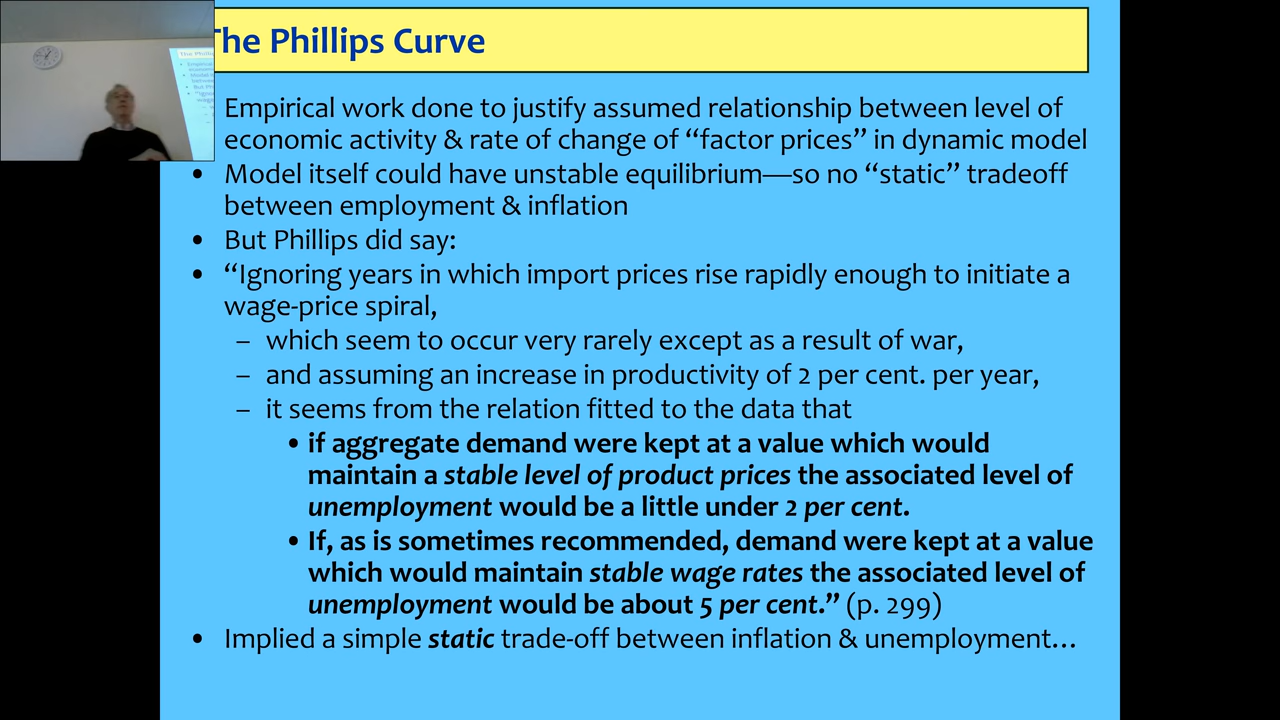 The Phillips Curve
Empirical work done to justify assumed relationship between level of
economic activity & rate of change of “factor prices” in dynamic model
• Model itself could have unstable equilibrium—so no “static” tradeoff
between employment & inflation
• But Phillips did say:
• “Ignoring years in which import prices rise rapidly enough to initiate a
wage-price spiral,
– which seem to occur very rarely except as a result of war,
– and assuming an increase in productivity of 2 per cent. per year,
– it seems from the relation fitted to the data that
• if aggregate demand were kept at a value which would
maintain a stable level of product prices the associated level of
unemployment would be a little under 2 per cent.
• If, as is sometimes recommended, demand were kept at a value
which would maintain stable wage rates the associated level of
unemployment would be about 5 per cent.” (p. 299)
• Implied a simple static trade-off between inflation & unemployment…